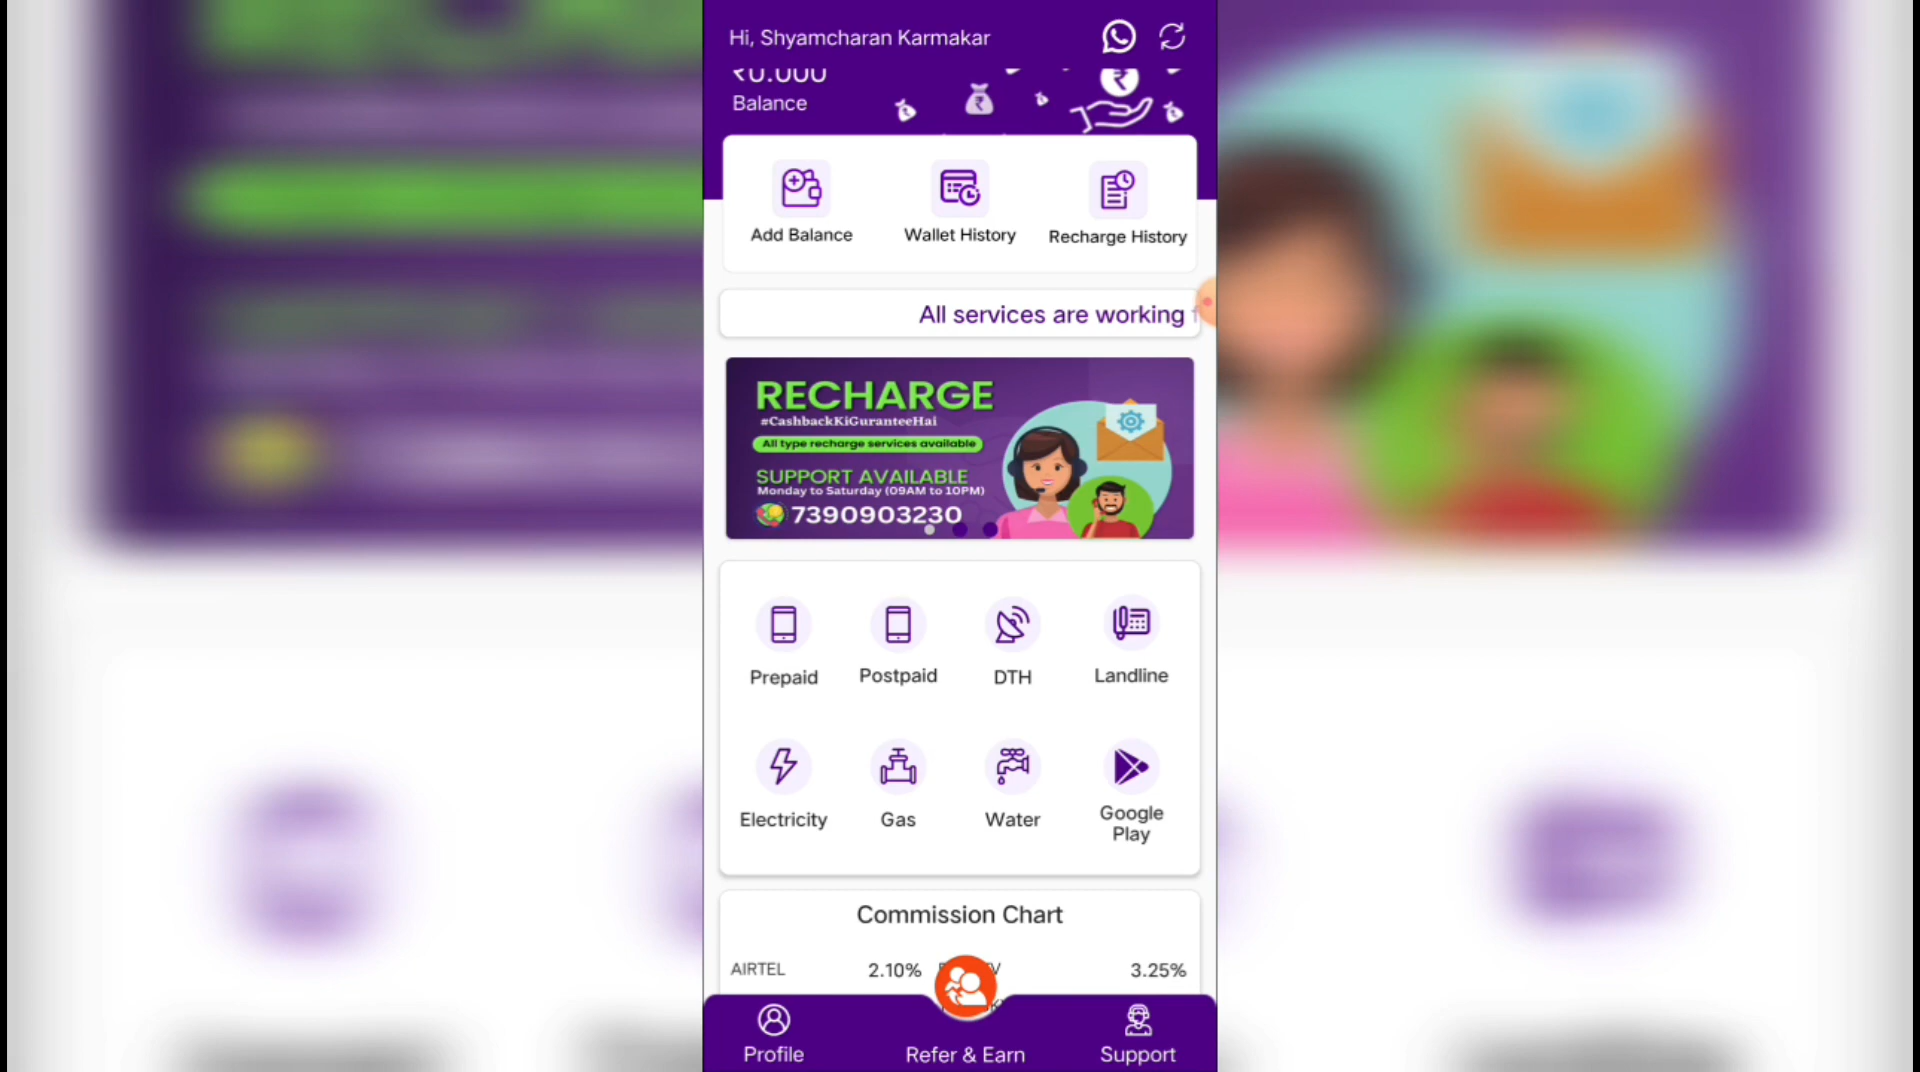 Hi, Shyamcharan Karmakar
₹0.000
Balance
Add Balance
Wallet History
Recharge History
All services are working
RECHARGE
#CashbackKiGuranteeHai
All type recharge services available
SUPPORT AVAILABLE
Monday to Saturday (09AM to 10PM)
7390903230
Prepaid
Postpaid
DTH
Landline
Electricity
Gas
Water
Google
Play
Commission Chart
AIRTEL 2.10%
3.25%
Profile
Refer & Earn
Support